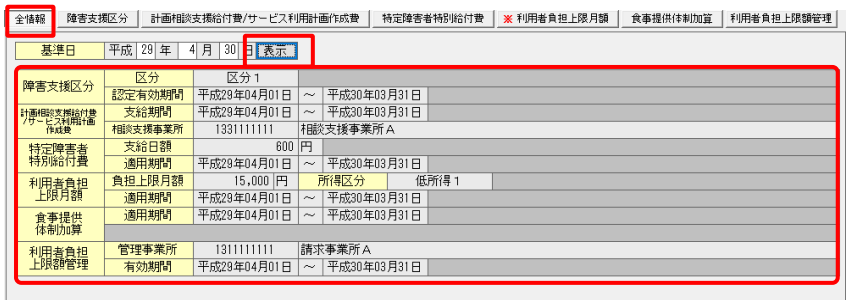 全情報 障害支援区分 計画相談支援給付費/サービス利用計画作成費 特定障害者特別給付費 ※ 利用者負担上限月額 食事提供体制加算 利用者負担上限額管理
基準日 平成 29 年 4 月 30 日 表示
障害支援区分 区分 区分1
認定有効期間 平成29年04月01日 ～ 平成30年03月31日
計画相談支援給付費/サービス利用計画作成費 支給期間 平成29年04月01日 ～ 平成30年03月31日
相談支援事業所 1331111111 相談支援事業所A
特定障害者特別給付費 支給日額 600 円
適用期間 平成29年04月01日 ～ 平成30年03月31日
利用者負担上限月額 負担上限月額 15,000 円 所得区分 低所得1
適用期間 平成29年04月01日 ～ 平成30年03月31日
食事提供体制加算 適用期間 平成29年04月01日 ～ 平成30年03月31日
利用者負担上限額管理 管理事業所 1311111111 請求事業所A
有効期間 平成29年04月01日 ～ 平成30年03月31日